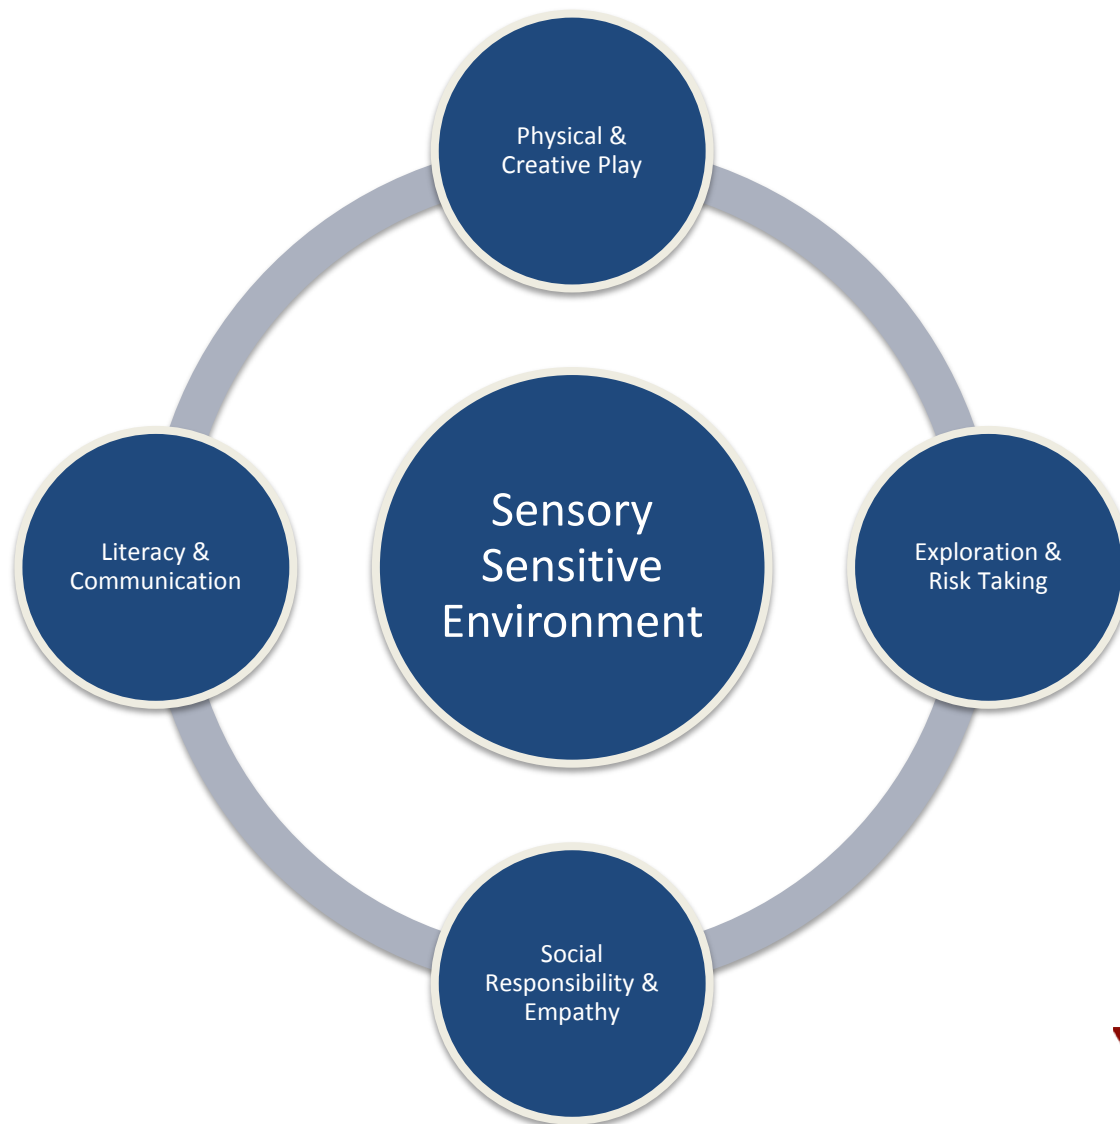 Physical &
Creative Play
Literacy &
Communication
Sensory
Sensitive
Environment
Exploration &
Risk Taking
Social
Responsibility &
Empathy